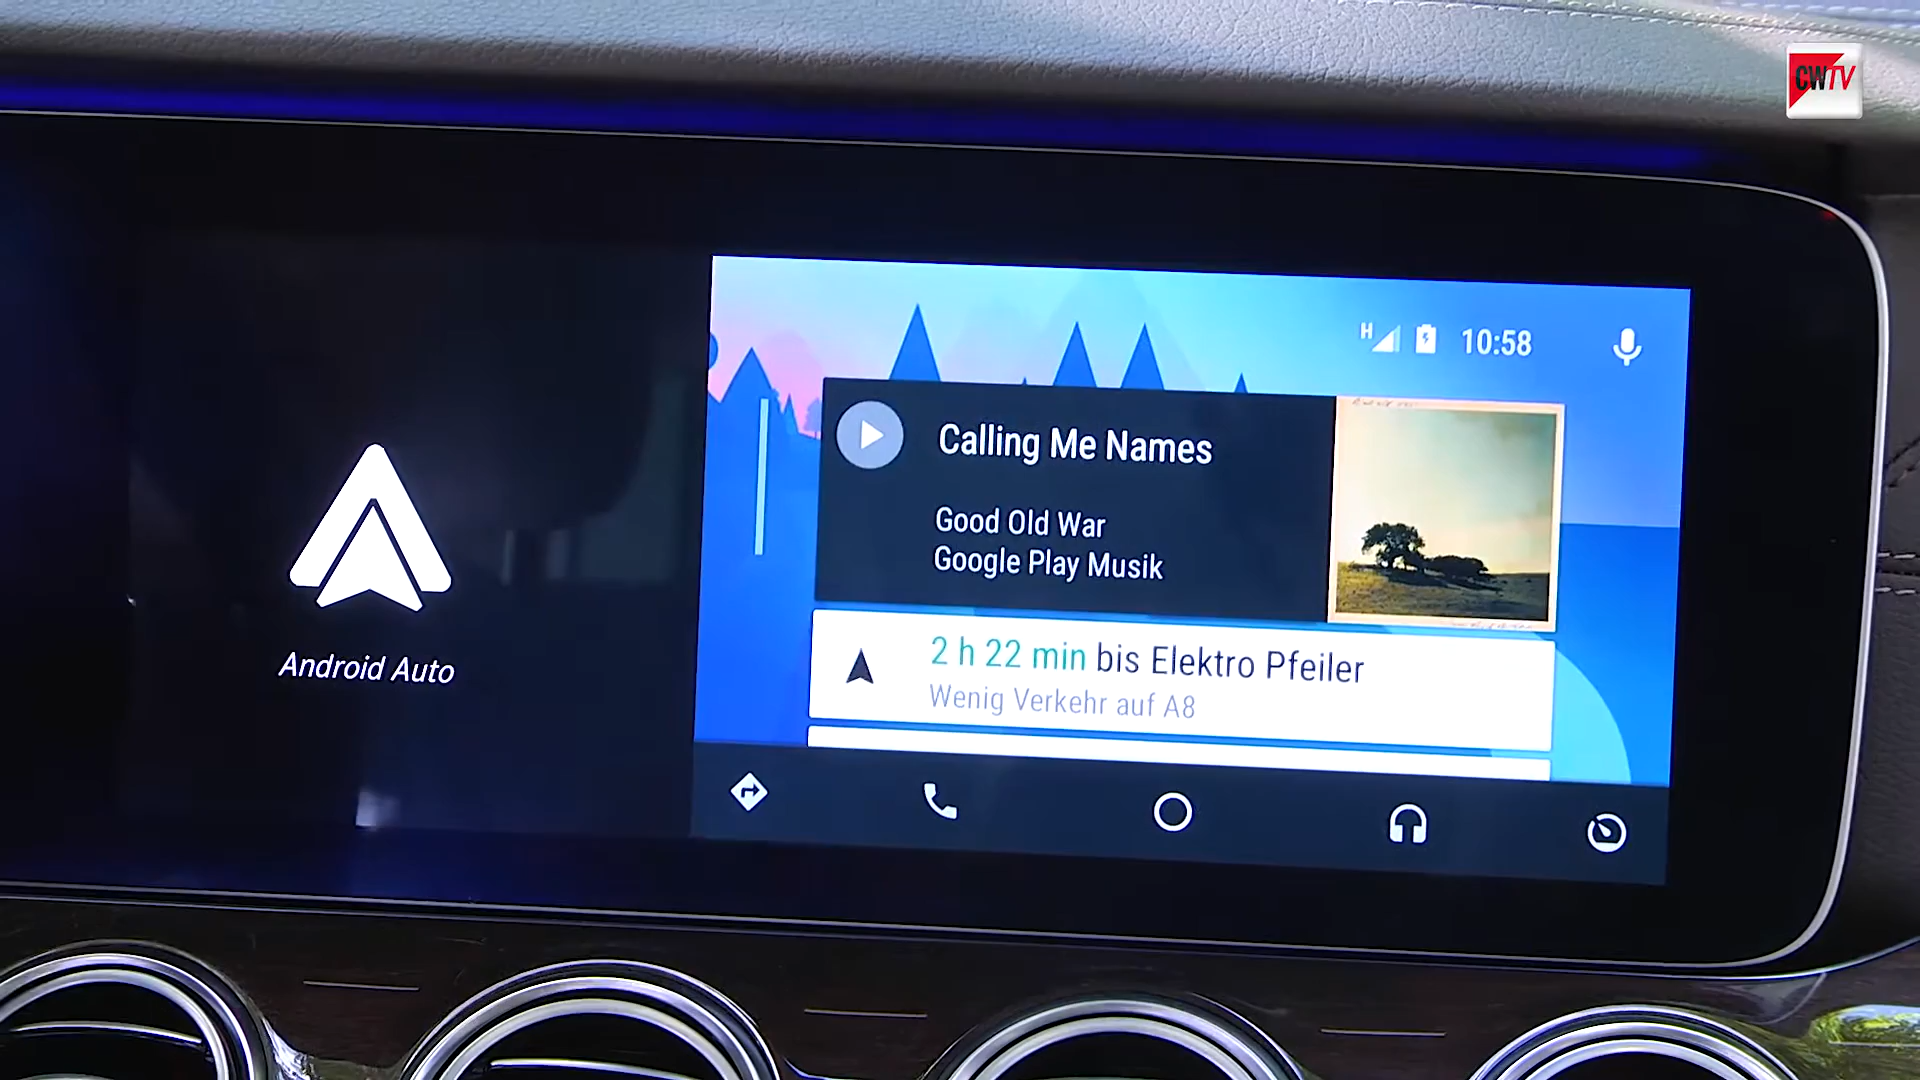 CWTV
H
10:58
Calling Me Names
Good Old War
Google Play Musik
2 h 22 min bis Elektro Pfeiler
Wenig Verkehr auf A8
Android Auto